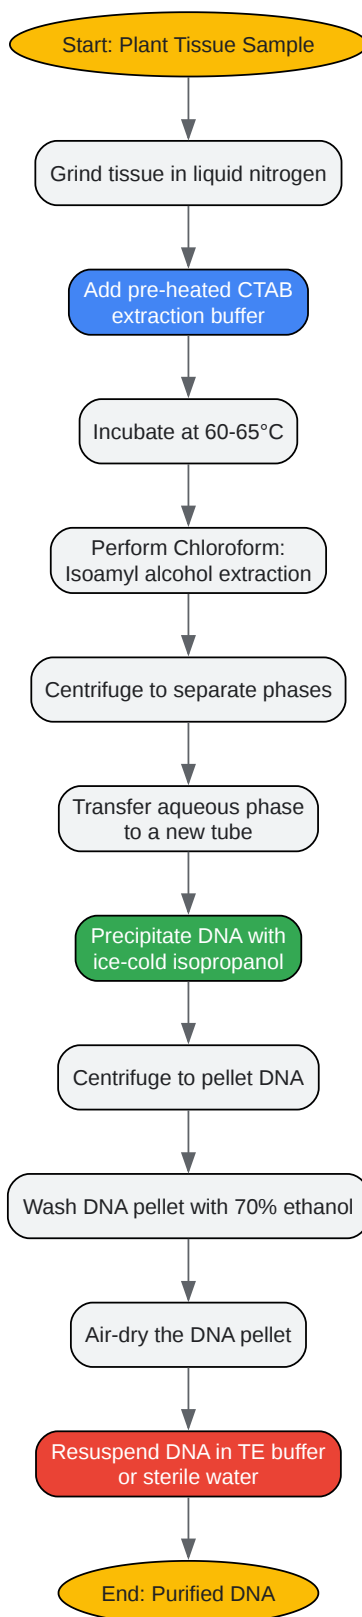 Start: Plant Tissue Sample
Grind tissue in liquid nitrogen
Add pre-heated CTAB
extraction buffer
Incubate at 60-65°C
Perform Chloroform:
Isoamyl alcohol extraction
Centrifuge to separate phases
Transfer aqueous phase
to a new tube
Precipitate DNA with
ice-cold isopropanol
Centrifuge to pellet DNA
Wash DNA pellet with 70% ethanol
Air-dry the DNA pellet
Resuspend DNA in TE buffer
or sterile water
End: Purified DNA